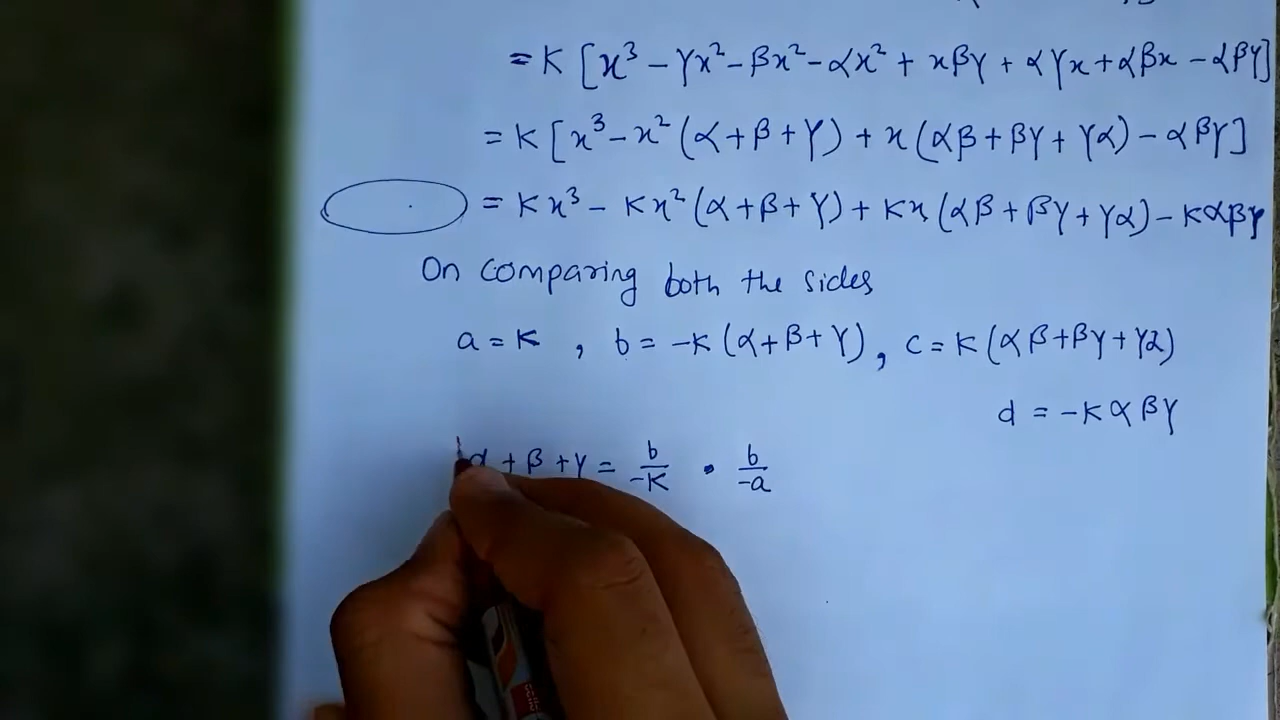 = K [x³ - γx² - βx² - αx² + xβγ + αγx + αβx - αβγ]
= K [x³ - x² (α + β + γ) + x (αβ + βγ + γα) - αβγ]
= Kx³ - Kx² (α + β + γ) + Kx (αβ + βγ + γα) - Kαβγ
On comparing both the sides
a = K , b = -K (α + β + γ) , c = K (αβ + βγ + γα)
d = -K α β γ
α + β + γ = b/-K • b/-a